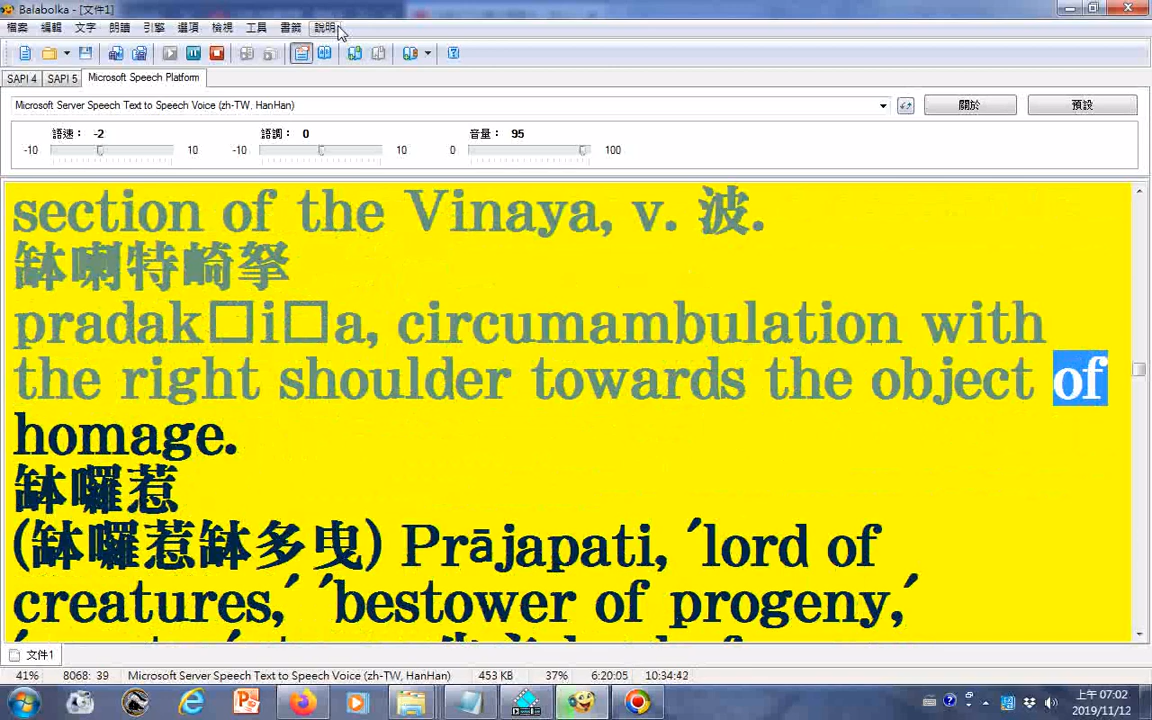 Balabolka - [文件1]
檔案 編輯 文字 朗讀 引擎 選項 檢視 工具 書籤 說明
SAPI 4 SAPI 5 Microsoft Speech Platform
Microsoft Server Speech Text to Speech Voice (zh-TW, HanHan) 關於 預設
語速： -2 語調： 0 音量： 95
-10 10 -10 10 0 100
section of the Vinaya, v. 波.
缽喇特崎拏
pradak□i□a, circumambulation with
the right shoulder towards the object of
homage.
缽囉惹
(缽囉惹缽多曳) Prājapati, ′lord of
creatures,′ ′bestower of progeny,′
文件1
41% 8068: 39 Microsoft Server Speech Text to Speech Voice (zh-TW, HanHan) 453 KB 37% 6:20:05 10:34:42
上午 07:02
2019/11/12